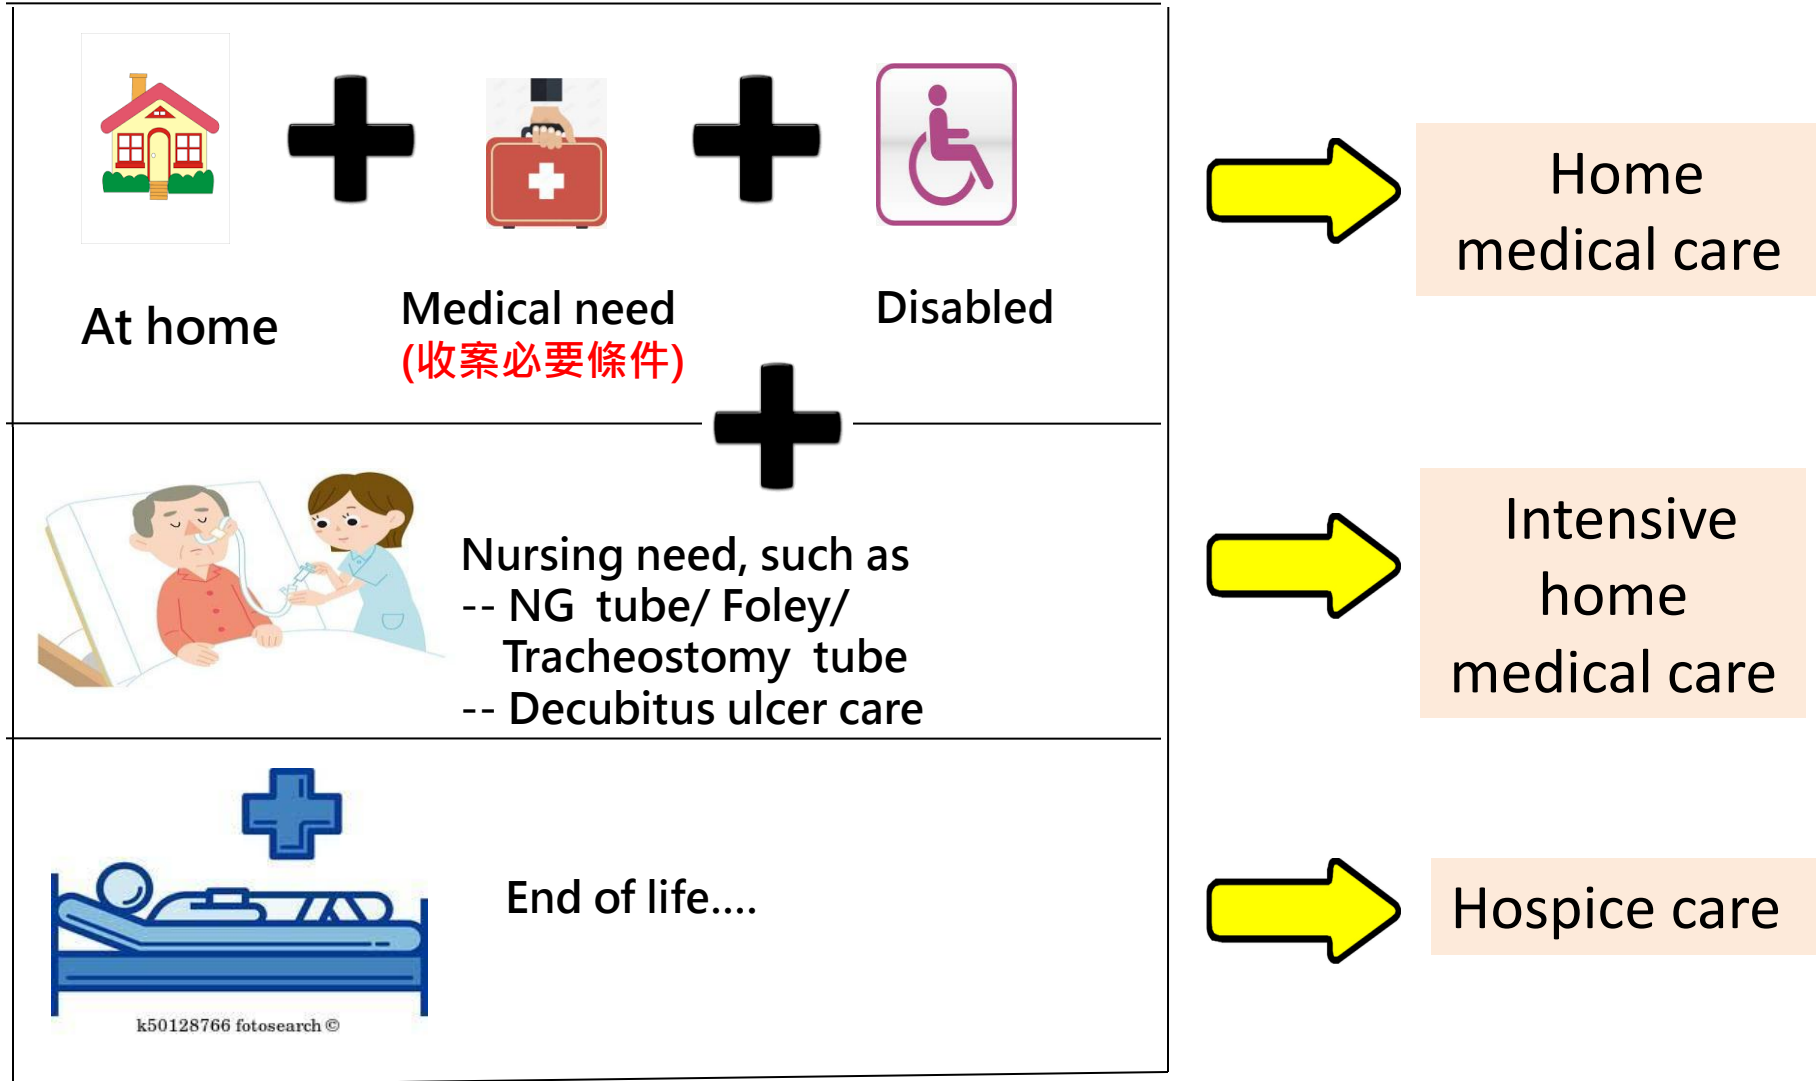 At home
Medical need
(收案必要條件)
Disabled
Home
medical care
Nursing need, such as
-- NG tube/ Foley/
Tracheostomy tube
-- Decubitus ulcer care
Intensive
home
medical care
End of life....
Hospice care
k50128766 fotosearch ©